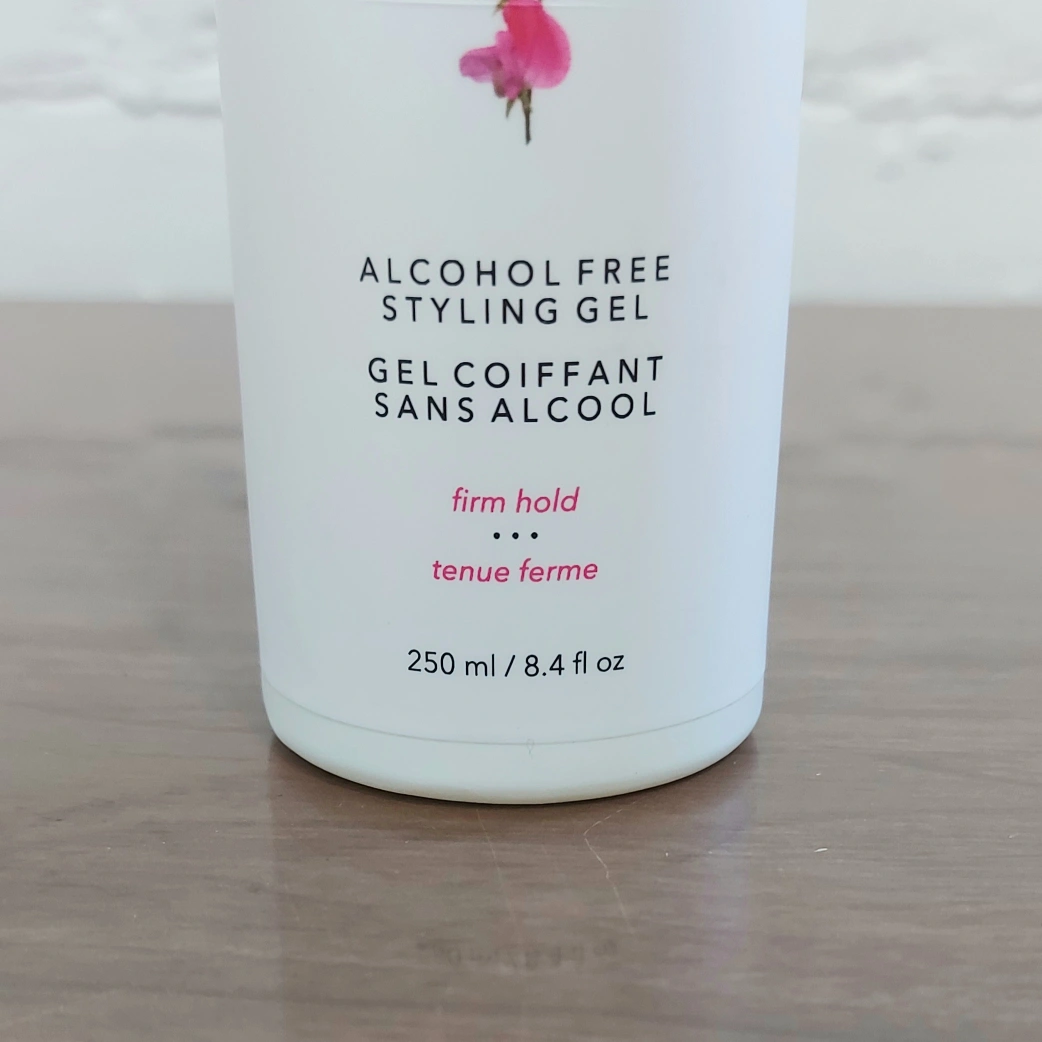 ALCOHOL FREE
STYLING GEL
GEL COIFFANT
SANS ALCOOL
firm hold
•••
tenue ferme
250 ml / 8.4 fl oz